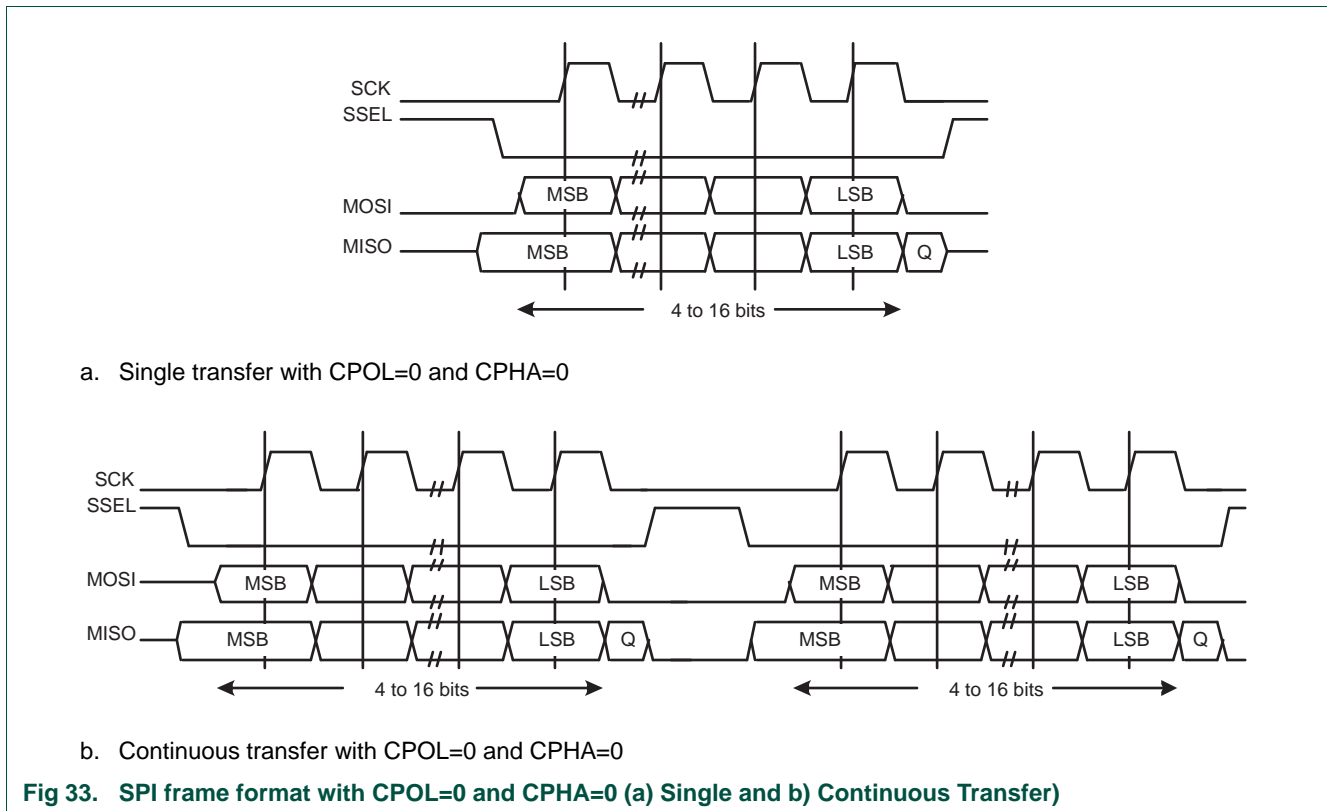 SCK
SSEL
MOSI
MSB
LSB
MISO
MSB
LSB
Q
4 to 16 bits
a. Single transfer with CPOL=0 and CPHA=0
SCK
SSEL
MOSI
MSB
LSB
MSB
LSB
MISO
MSB
LSB
Q
MSB
LSB
Q
4 to 16 bits
4 to 16 bits
b. Continuous transfer with CPOL=0 and CPHA=0
Fig 33. SPI frame format with CPOL=0 and CPHA=0 (a) Single and b) Continuous Transfer)